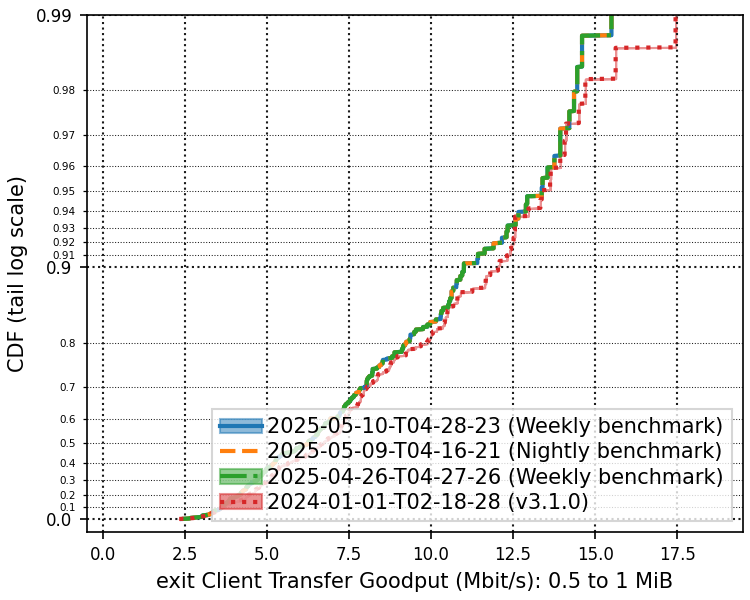 CDF (tail log scale)
0.99
0.98
0.97
0.96
0.95
0.94
0.93
0.92
0.91
0.9
0.8
0.7
0.6
0.5
0.4
0.3
0.2
0.1
0.0
2025-05-10-T04-28-23 (Weekly benchmark)
2025-05-09-T04-16-21 (Nightly benchmark)
2025-04-26-T04-27-26 (Weekly benchmark)
2024-01-01-T02-18-28 (v3.1.0)
0.0 2.5 5.0 7.5 10.0 12.5 15.0 17.5
exit Client Transfer Goodput (Mbit/s): 0.5 to 1 MiB